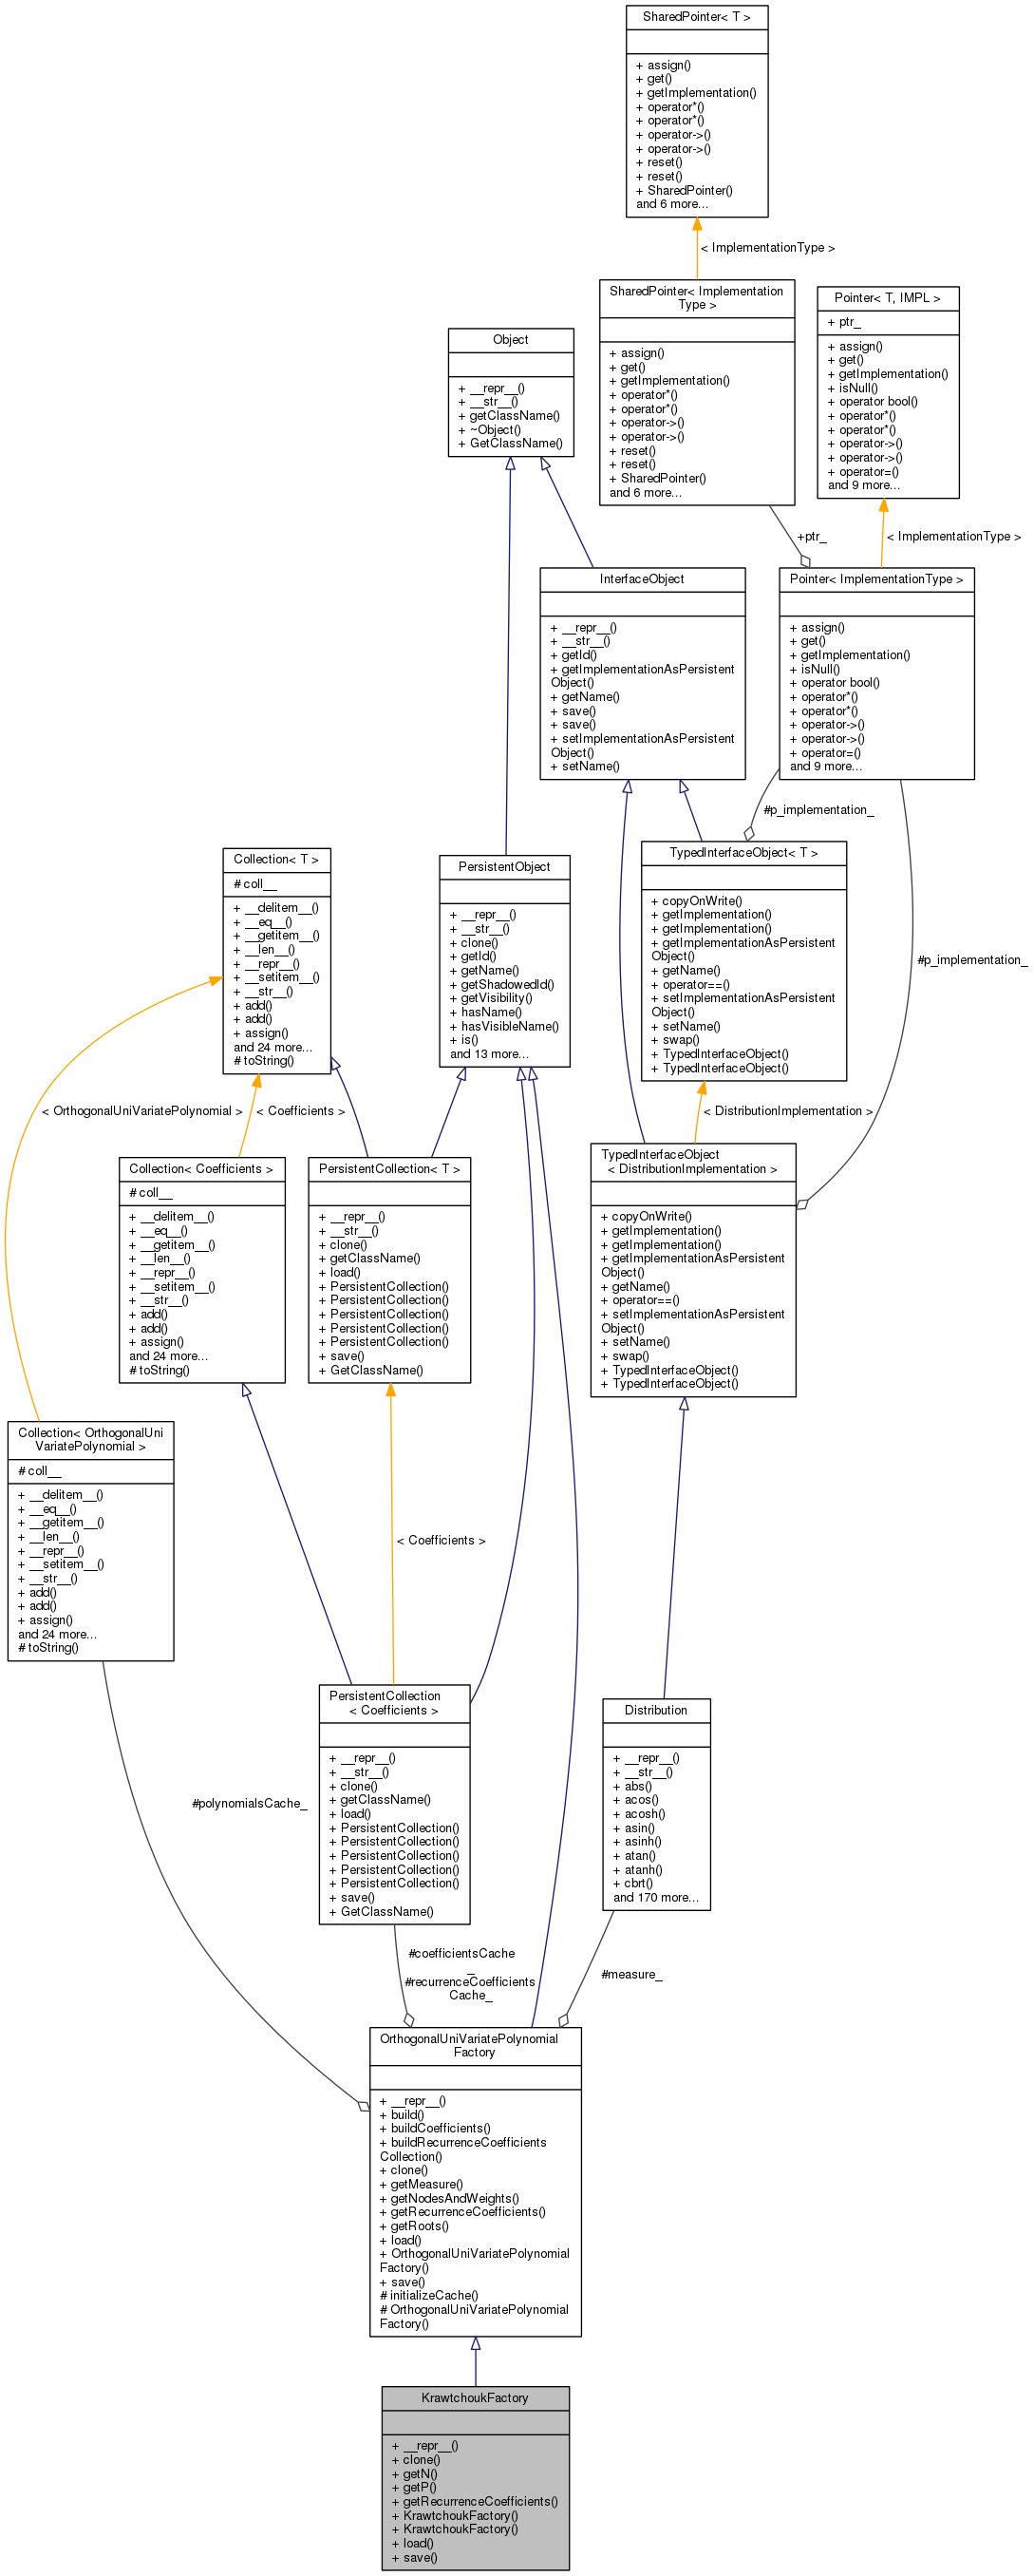 SharedPointer< T >
+ assign()
+ get()
+ getImplementation()
+ operator*()
+ operator*()
+ operator->()
+ operator->()
+ reset()
+ reset()
+ SharedPointer()
and 6 more...
< ImplementationType >
SharedPointer< Implementation
Type >
+ assign()
+ get()
+ getImplementation()
+ operator*()
+ operator*()
+ operator->()
+ operator->()
+ reset()
+ reset()
+ SharedPointer()
and 6 more...
Pointer< T, IMPL >
+ ptr_
+ assign()
+ get()
+ getImplementation()
+ isNull()
+ operator bool()
+ operator*()
+ operator*()
+ operator->()
+ operator->()
+ operator=()
and 9 more...
Object
+ __repr__()
+ __str__()
+ getClassName()
+ ~Object()
+ GetClassName()
+ptr_
< ImplementationType >
InterfaceObject
+ __repr__()
+ __str__()
+ getId()
+ getImplementationAsPersistent
Object()
+ getName()
+ save()
+ save()
+ setImplementationAsPersistent
Object()
+ setName()
Pointer< ImplementationType >
+ assign()
+ get()
+ getImplementation()
+ isNull()
+ operator bool()
+ operator*()
+ operator*()
+ operator->()
+ operator->()
+ operator=()
and 9 more...
#p_implementation_
Collection< T >
# coll__
+ __delitem__()
+ __eq__()
+ __getitem__()
+ __len__()
+ __repr__()
+ __setitem__()
+ __str__()
+ add()
+ add()
+ assign()
and 24 more...
# toString()
PersistentObject
+ __repr__()
+ __str__()
+ clone()
+ getId()
+ getName()
+ getShadowedId()
+ getVisibility()
+ hasName()
+ hasVisibleName()
+ is()
and 13 more...
TypedInterfaceObject< T >
+ copyOnWrite()
+ getImplementation()
+ getImplementation()
+ getImplementationAsPersistent
Object()
+ getName()
+ operator==()
+ setImplementationAsPersistent
Object()
+ setName()
+ swap()
+ TypedInterfaceObject()
+ TypedInterfaceObject()
#p_implementation_
< OrthogonalUniVariatePolynomial >
< Coefficients >
< DistributionImplementation >
Collection< Coefficients >
# coll__
+ __delitem__()
+ __eq__()
+ __getitem__()
+ __len__()
+ __repr__()
+ __setitem__()
+ __str__()
+ add()
+ add()
+ assign()
and 24 more...
# toString()
PersistentCollection< T >
+ __repr__()
+ __str__()
+ clone()
+ getClassName()
+ load()
+ PersistentCollection()
+ PersistentCollection()
+ PersistentCollection()
+ PersistentCollection()
+ PersistentCollection()
+ save()
+ GetClassName()
TypedInterfaceObject
< DistributionImplementation >
+ copyOnWrite()
+ getImplementation()
+ getImplementation()
+ getImplementationAsPersistent
Object()
+ getName()
+ operator==()
+ setImplementationAsPersistent
Object()
+ setName()
+ swap()
+ TypedInterfaceObject()
+ TypedInterfaceObject()
Collection< OrthogonalUni
VariatePolynomial >
# coll__
+ __delitem__()
+ __eq__()
+ __getitem__()
+ __len__()
+ __repr__()
+ __setitem__()
+ __str__()
+ add()
+ add()
+ assign()
and 24 more...
# toString()
< Coefficients >
PersistentCollection
< Coefficients >
+ __repr__()
+ __str__()
+ clone()
+ getClassName()
+ load()
+ PersistentCollection()
+ PersistentCollection()
+ PersistentCollection()
+ PersistentCollection()
+ PersistentCollection()
+ save()
+ GetClassName()
Distribution
+ __repr__()
+ __str__()
+ abs()
+ acos()
+ acosh()
+ asin()
+ asinh()
+ atan()
+ atanh()
+ cbrt()
and 170 more...
#polynomialsCache_
#coefficientsCache
_
#recurrenceCoefficients
Cache_
#measure_
OrthogonalUniVariatePolynomial
Factory
+ __repr__()
+ build()
+ buildCoefficients()
+ buildRecurrenceCoefficients
Collection()
+ clone()
+ getMeasure()
+ getNodesAndWeights()
+ getRecurrenceCoefficients()
+ getRoots()
+ load()
+ OrthogonalUniVariatePolynomial
Factory()
+ save()
# initializeCache()
# OrthogonalUniVariatePolynomial
Factory()
KrawtchoukFactory
+ __repr__()
+ clone()
+ getN()
+ getP()
+ getRecurrenceCoefficients()
+ KrawtchoukFactory()
+ KrawtchoukFactory()
+ load()
+ save()